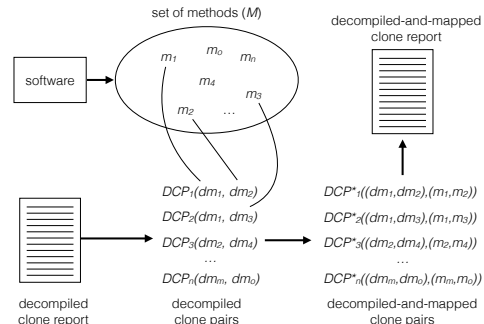 set of methods (M)
m1
mo
mn
m4
m3
m2
...
software
decompiled-and-mapped
clone report
DCP1(dm1, dm2)
DCP2(dm1, dm3)
DCP3(dm2, dm4)
...
DCPn(dmm, dmo)
DCP*1((dm1,dm2),(m1,m2))
DCP*2((dm1,dm3),(m1,m3))
DCP*3((dm2,dm4),(m2,m4))
...
DCP*n((dmm,dmo),(mm,mo))
decompiled
clone report
decompiled
clone pairs
decompiled-and-mapped
clone pairs